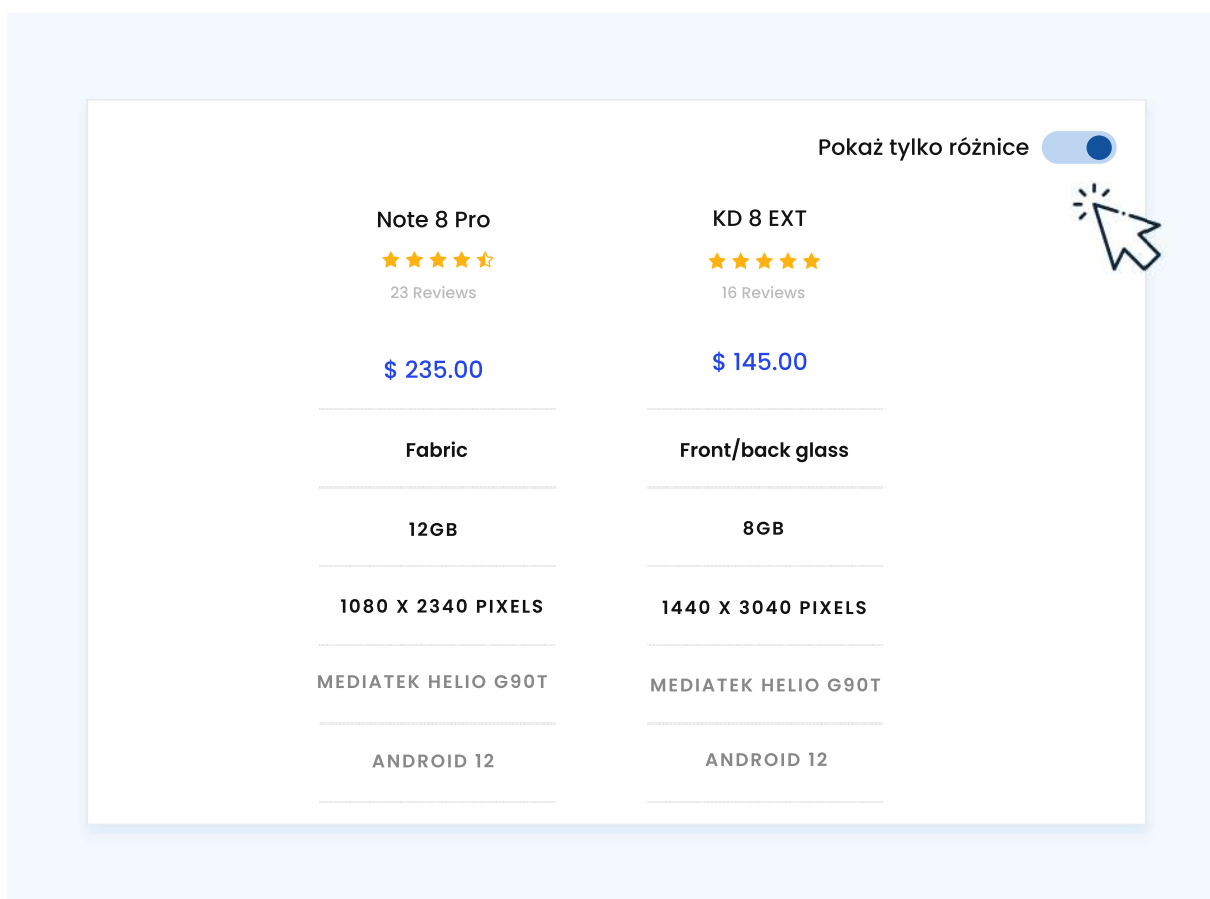 Pokaż tylko różnice
Note 8 Pro
KD 8 EXT
23 Reviews
16 Reviews
$ 235.00
$ 145.00
Fabric
Front/back glass
12GB
8GB
1080 X 2340 PIXELS
1440 X 3040 PIXELS
MEDIATEK HELIO G90T
MEDIATEK HELIO G90T
ANDROID 12
ANDROID 12